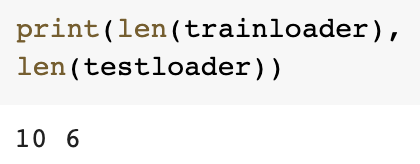 print(len(trainloader),
len(testloader))
10 6